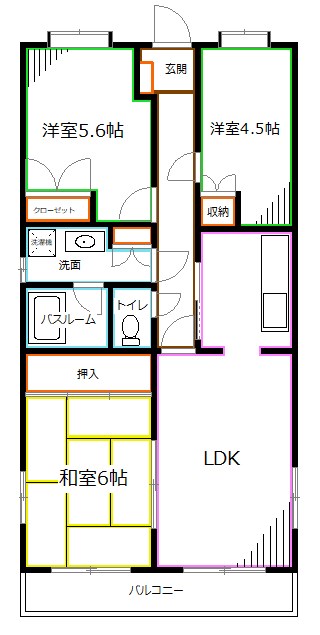 玄関
洋室5.6帖
洋室4.5帖
クローゼット
収納
洗濯機
洗面
バスルーム
トイレ
押入
和室6帖
LDK
バルコニー